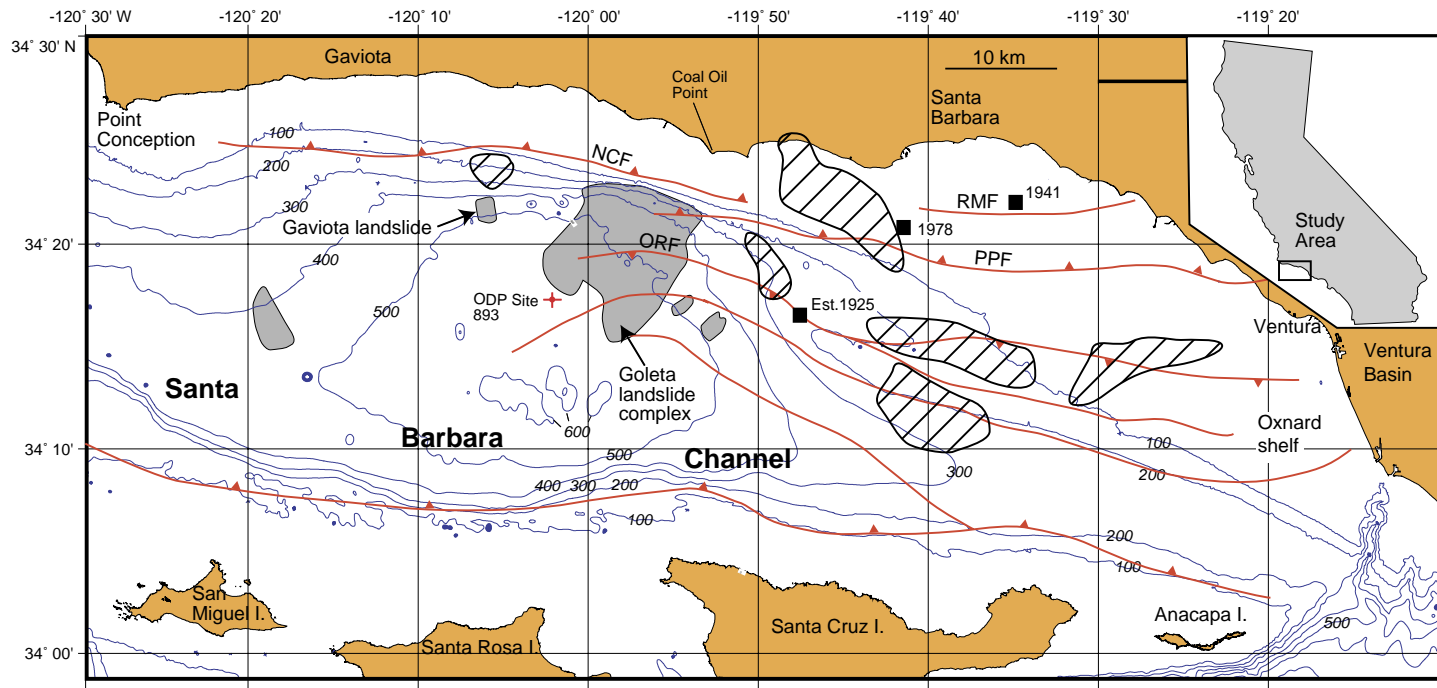 -120° 30' W
-120° 20'
-120° 10'
-120° 00'
-119° 50'
-119° 40'
-119° 30'
-119° 20'
34° 30' N
Gaviota
10 km
Coal Oil
Point
Santa
Barbara
Point
Conception
100
200
300
400
500
NCF
RMF
1941
1978
PPF
Study
Area
Gaviota landslide
34° 20'
ORF
ODP Site
893
Est.1925
Ventura
Ventura
Basin
Goleta
landslide
complex
Santa
Barbara
Channel
600
500
400
300
200
100
300
100
200
Oxnard
shelf
34° 10'
200
100
San
Miguel I.
Santa Rosa I.
Santa Cruz I.
Anacapa I.
500
34° 00'